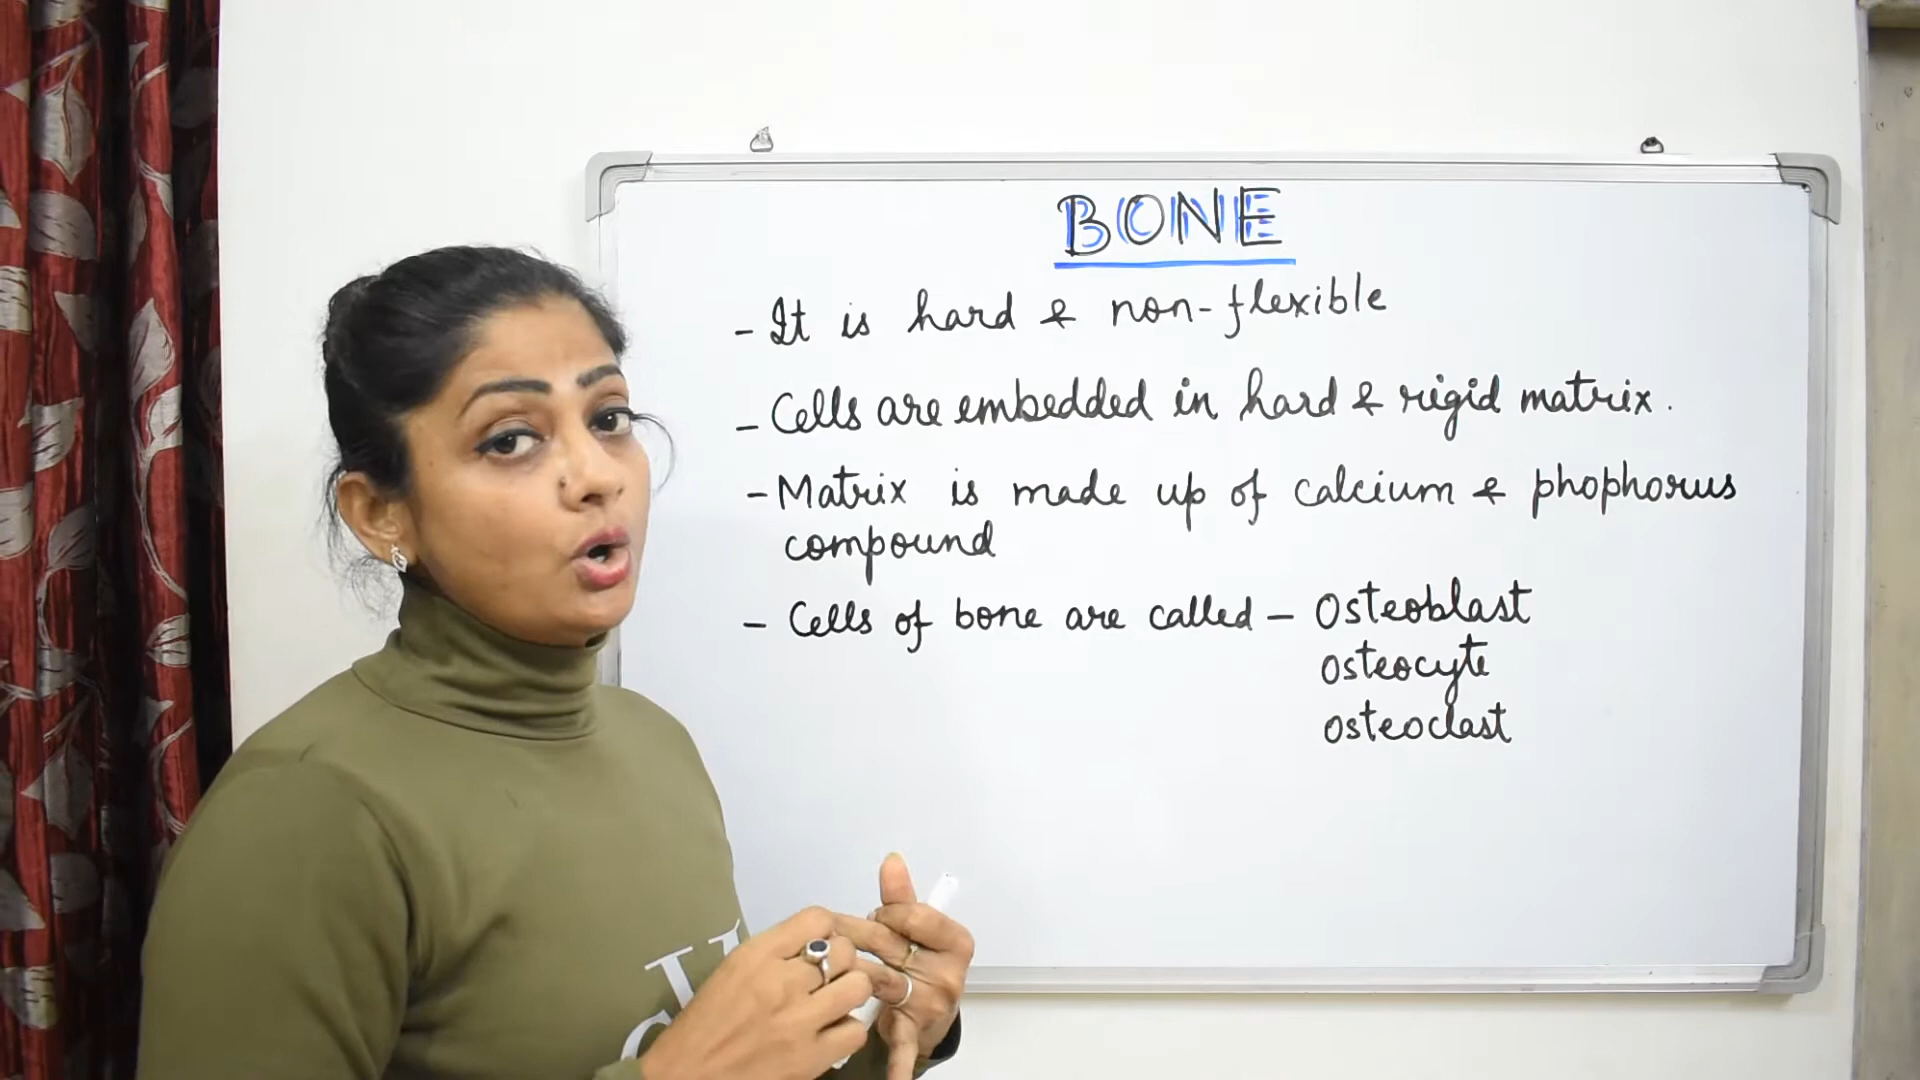 BONE
- It is hard & non-flexible
- Cells are embedded in hard & rigid matrix.
- Matrix is made up of calcium & phophorus
compound
- Cells of bone are called - Osteoblast
Osteocyte
Osteoclast